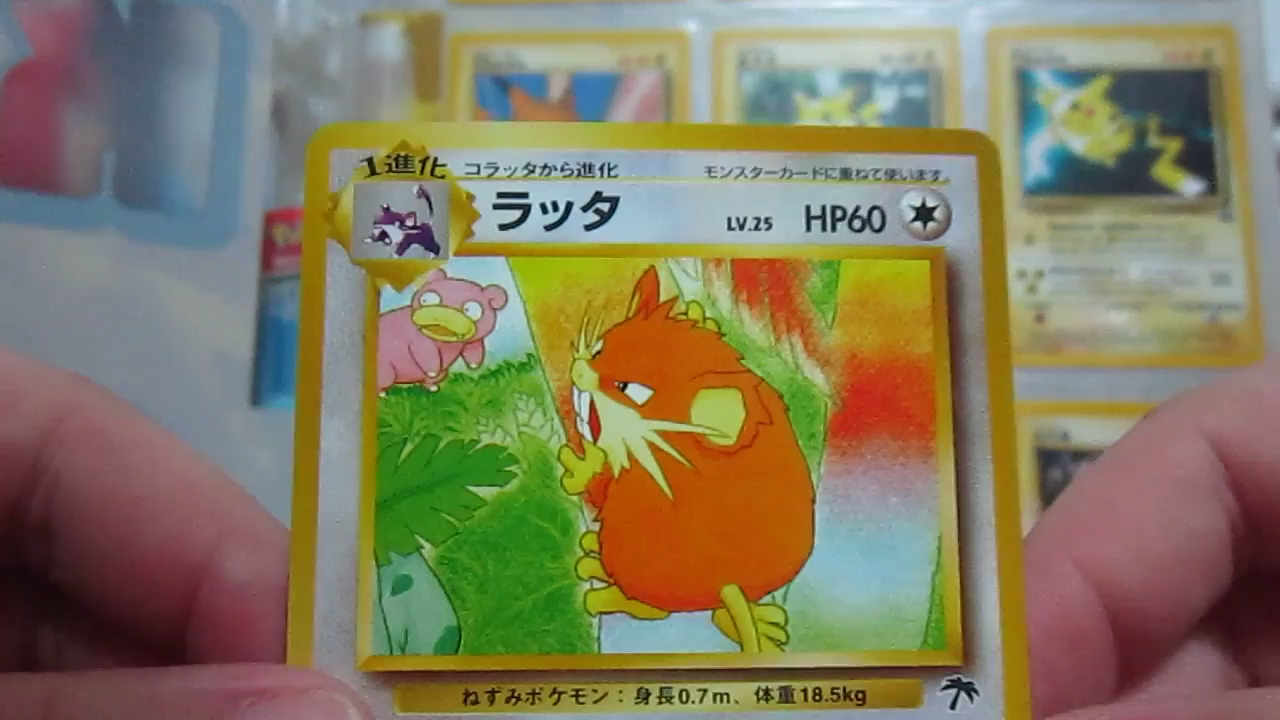 1進化
コラッタから進化
モンスターカードに重ねて使います。
ラッタ
LV.25
HP60
ねずみポケモン：身長0.7m、体重18.5kg